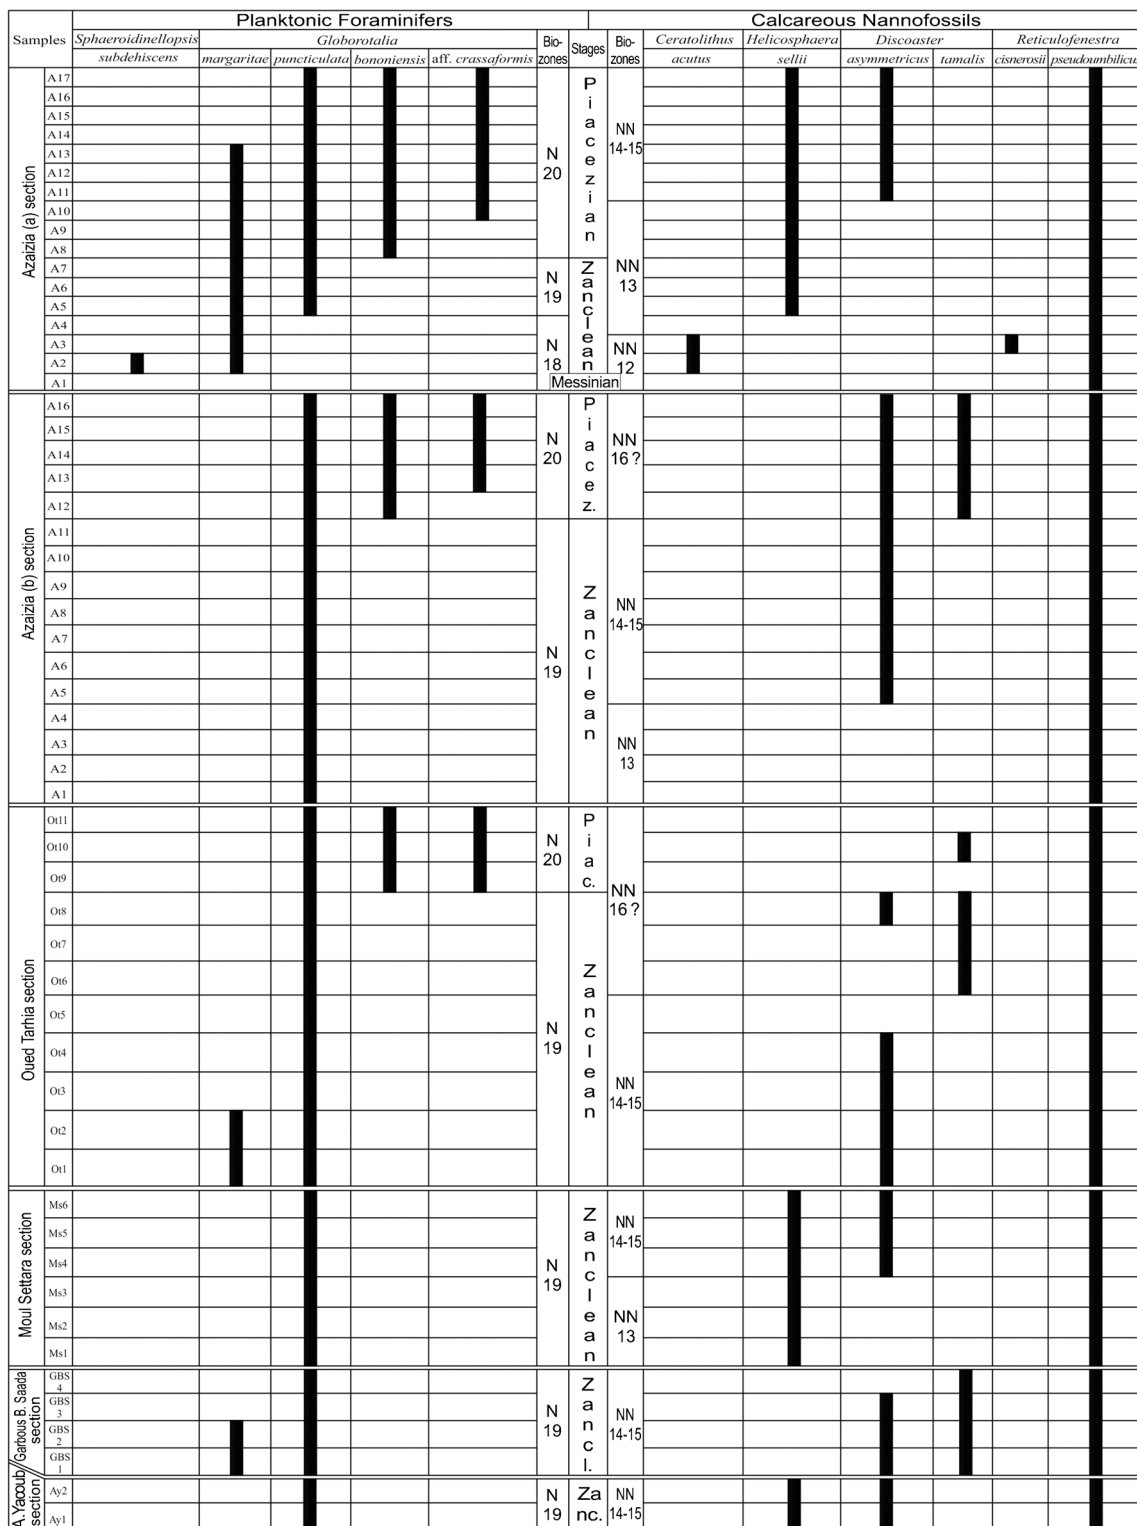 Planktonic Foraminifers Calcareous Nannofossils
Samples Sphaeroidinellopsis Globorotalia Bio-zones Stages Bio-zones Ceratolithus Helicosphaera Discoaster Reticulofenestra
subdehiscens margaritae puncticulata bononiensis aff. crassaformis acutus sellii asymmetricus tamalis cisnerosii pseudoumbilicus
Azaizia (a) section
A17
A16
A15
A14
A13
A12
A11
A10
A9
A8
A7
A6
A5
A4
A3
A2
A1
N 20
N 19
N 18
Piacezian
Zanclean
Messinian
NN 14-15
NN 13
NN 12
Azaizia (b) section
A16
A15
A14
A13
A12
A11
A10
A9
A8
A7
A6
A5
A4
A3
A2
A1
N 20
N 19
Piacez.
Zanclean
NN 16 ?
NN 14-15
NN 13
Oued Tarhia section
Ot11
Ot10
Ot9
Ot8
Ot7
Ot6
Ot5
Ot4
Ot3
Ot2
Ot1
N 20
N 19
Piac.
Zanclean
NN 16 ?
NN 14-15
Moul Settara section
Ms6
Ms5
Ms4
Ms3
Ms2
Ms1
N 19
Zanclean
NN 14-15
NN 13
Garbous B. Saada section
GBS 4
GBS 3
GBS 2
GBS 1
N 19
Zancl.
NN 14-15
A.Yacoub section
Ay2
Ay1
N 19
Zanc.
NN 14-15